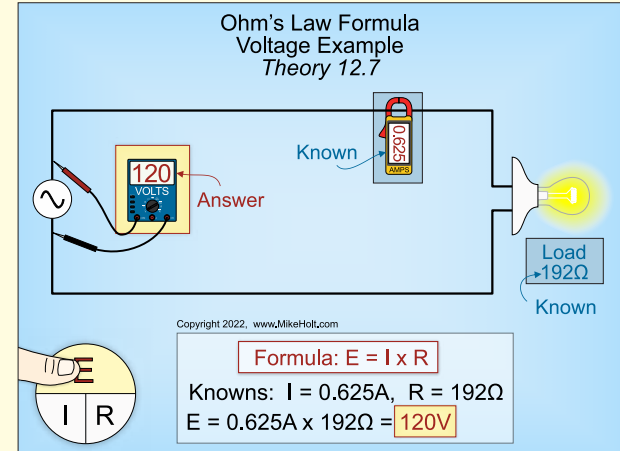 Ohm's Law Formula
Voltage Example
Theory 12.7
0.625
AMPS
Known
120
VOLTS
Answer
Load
192Ω
Known
Copyright 2022, www.MikeHolt.com
E
I R
Formula: E = I x R
Knowns: I = 0.625A, R = 192Ω
E = 0.625A x 192Ω = 120V